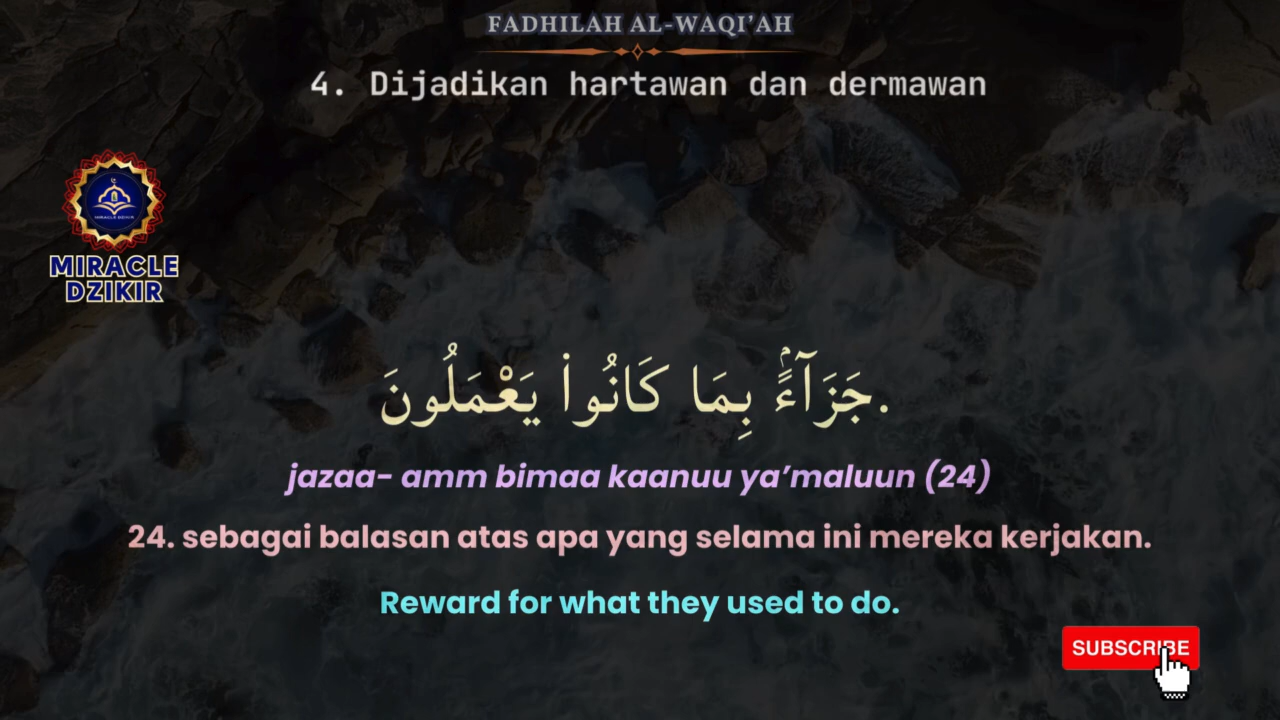 FADHILAH AL-WAQI’AH
4. Dijadikan hartawan dan dermawan
MIRACLE
DZIKIR
جَزَآءًۢ بِمَا كَانُوا۟ يَعْمَلُونَ.
jazaa- amm bimaa kaanuu ya’maluun (24)
24. sebagai balasan atas apa yang selama ini mereka kerjakan.
Reward for what they used to do.
SUBSCRIBE